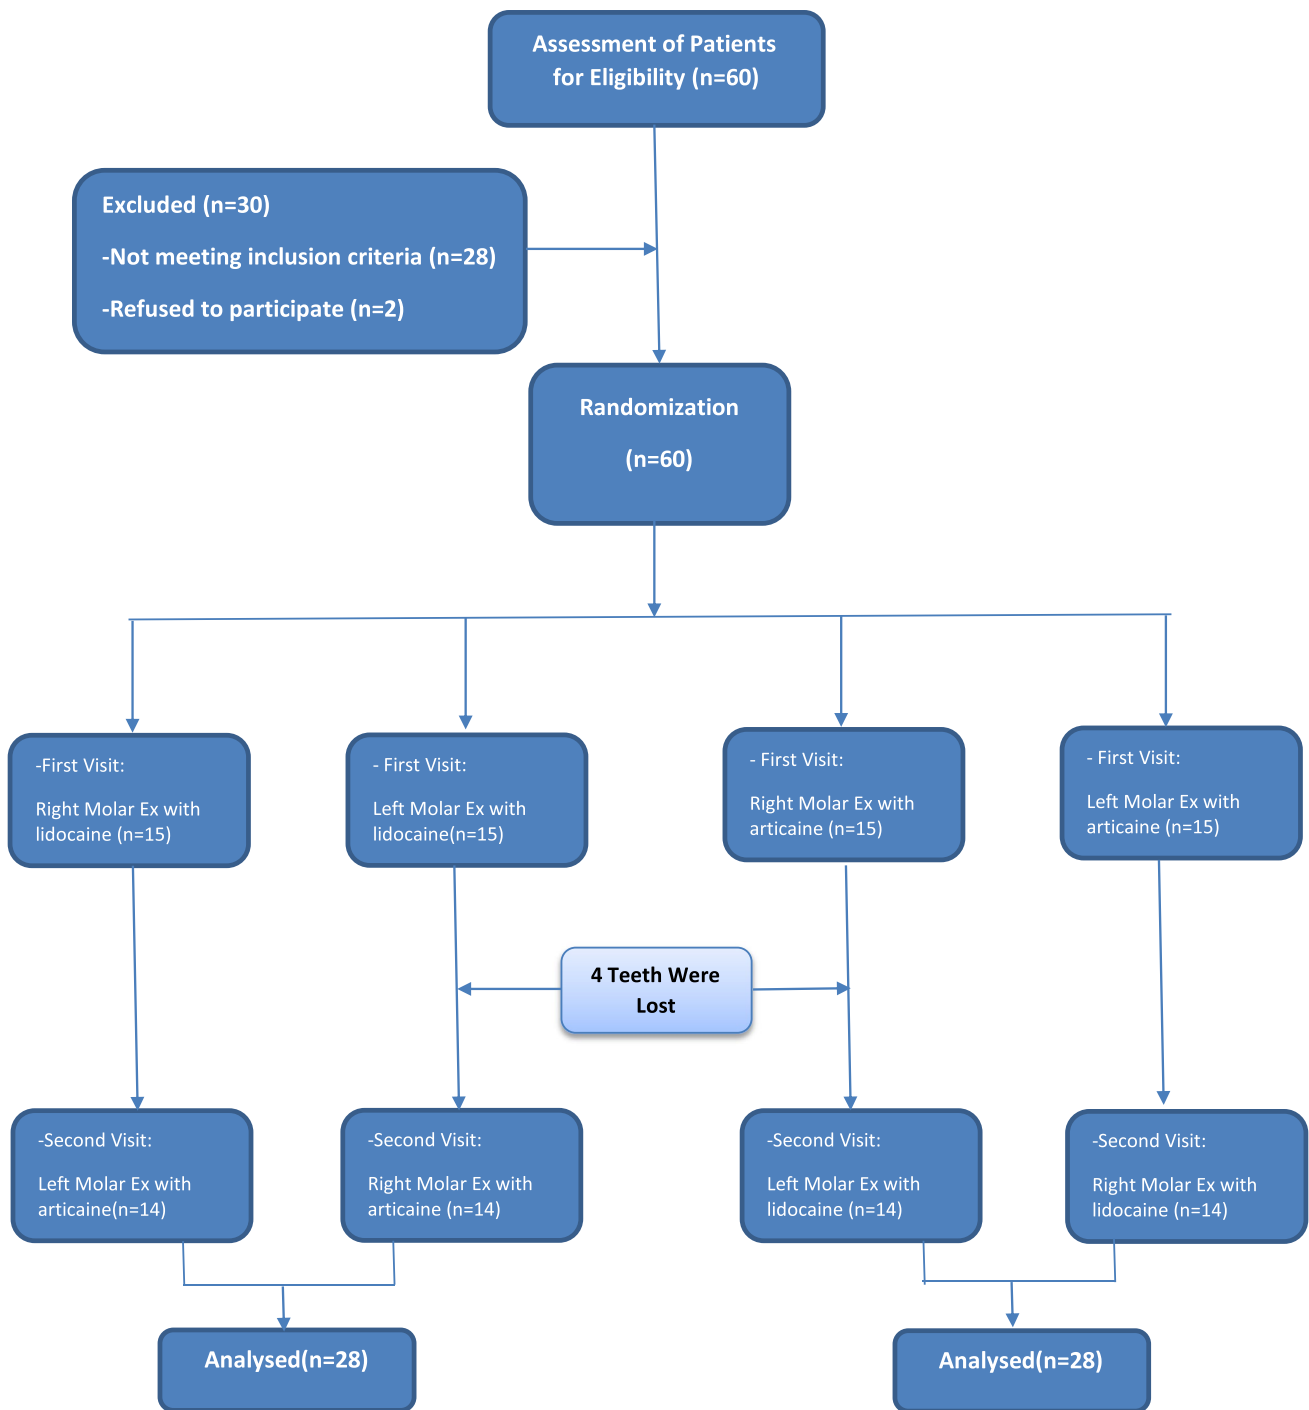 Assessment of Patients
for Eligibility (n=60)
Excluded (n=30)
-Not meeting inclusion criteria (n=28)
-Refused to participate (n=2)
Randomization
(n=60)
-First Visit:
Right Molar Ex with
lidocaine (n=15)
- First Visit:
Left Molar Ex with
lidocaine(n=15)
- First Visit:
Right Molar Ex with
articaine (n=15)
- First Visit:
Left Molar Ex with
articaine (n=15)
4 Teeth Were
Lost
-Second Visit:
Left Molar Ex with
articaine(n=14)
-Second Visit:
Right Molar Ex with
articaine (n=14)
-Second Visit:
Left Molar Ex with
lidocaine (n=14)
-Second Visit:
Right Molar Ex with
lidocaine (n=14)
Analysed(n=28)
Analysed(n=28)